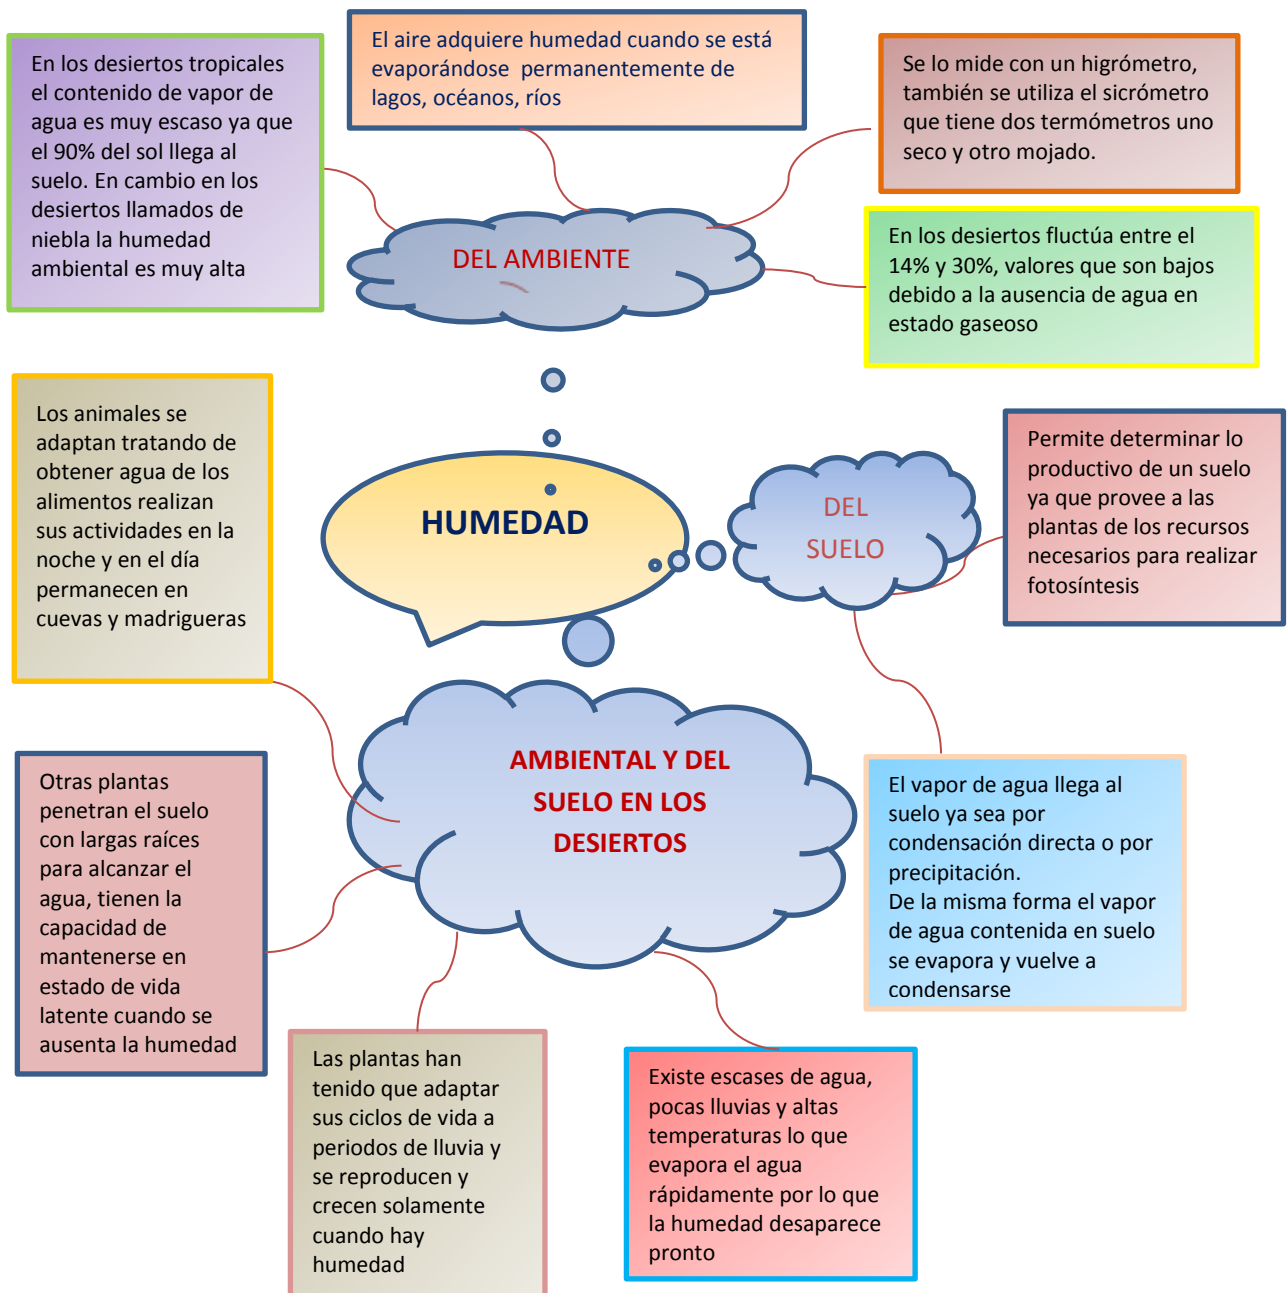 En los desiertos tropicales
el contenido de vapor de
agua es muy escaso ya que
el 90% del sol llega al
suelo. En cambio en los
desiertos llamados de
niebla la humedad
ambiental es muy alta
El aire adquiere humedad cuando se está
evaporándose  permanentemente de
lagos, océanos, ríos
Se lo mide con un higrómetro,
también se utiliza el sicrómetro
que tiene dos termómetros uno
seco y otro mojado.
DEL AMBIENTE
En los desiertos fluctúa entre el
14% y 30%, valores que son bajos
debido a la ausencia de agua en
estado gaseoso
Los animales se
adaptan tratando de
obtener agua de los
alimentos realizan
sus actividades en la
noche y en el día
permanecen en
cuevas y madrigueras
HUMEDAD
DEL
SUELO
Permite determinar lo
productivo de un suelo
ya que provee a las
plantas de los recursos
necesarios para realizar
fotosíntesis
AMBIENTAL Y DEL
SUELO EN LOS
DESIERTOS
Otras plantas
penetran el suelo
con largas raíces
para alcanzar el
agua, tienen la
capacidad de
mantenerse en
estado de vida
latente cuando se
ausenta la humedad
El vapor de agua llega al
suelo ya sea por
condensación directa o por
precipitación.
De la misma forma el vapor
de agua contenida en suelo
se evapora y vuelve a
condensarse
Las plantas han
tenido que adaptar
sus ciclos de vida a
periodos de lluvia y
se reproducen y
crecen solamente
cuando hay
humedad
Existe escases de agua,
pocas lluvias y altas
temperaturas lo que
evapora el agua
rápidamente por lo que
la humedad desaparece
pronto